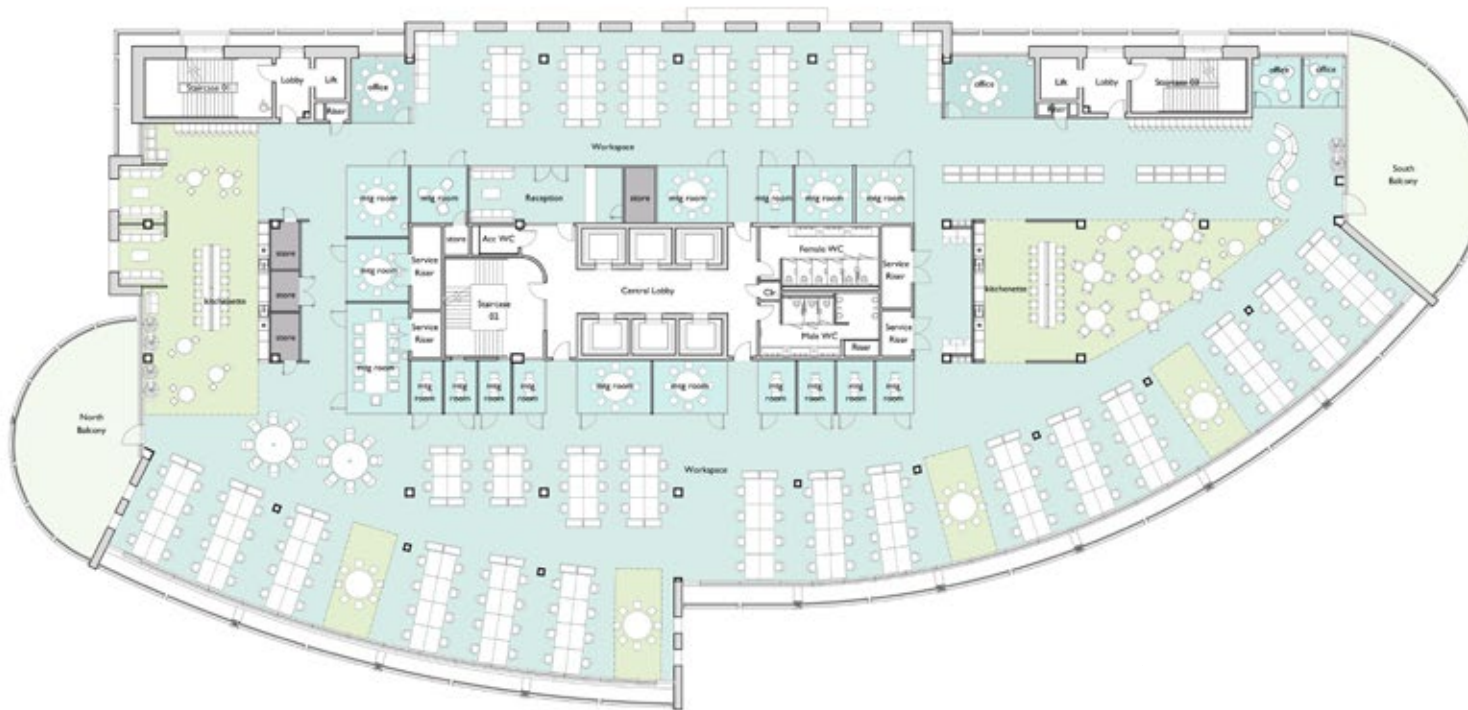 Staircase 01
Lobby
Lift
Riser
office
office
Lift
Lobby
Staircase 03
Riser
office
office
Workspace
South
Balcony
mtg room
mtg room
Reception
store
mtg room
mtg room
mtg room
mtg room
store
Acc WC
Female WC
Service
Riser
Service
Riser
store
mtg room
kitchenette
store
Central Lobby
Clr
kitchenette
Staircase
02
store
Service
Riser
Male WC
Riser
Service
Riser
mtg room
mtg
room
mtg
room
mtg
room
mtg
room
mtg room
mtg room
mtg
room
mtg
room
mtg
room
mtg
room
North
Balcony
Workspace